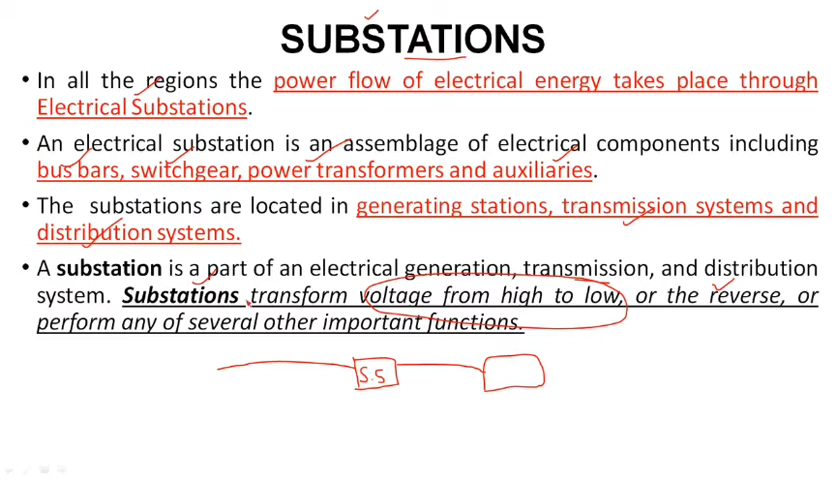 SUBSTATIONS
• In all the regions the power flow of electrical energy takes place through
Electrical Substations.
• An electrical substation is an assemblage of electrical components including
bus bars, switchgear, power transformers and auxiliaries.
• The substations are located in generating stations, transmission systems and
distribution systems.
• A substation is a part of an electrical generation, transmission, and distribution
system. Substations transform voltage from high to low, or the reverse, or
perform any of several other important functions.
S.S